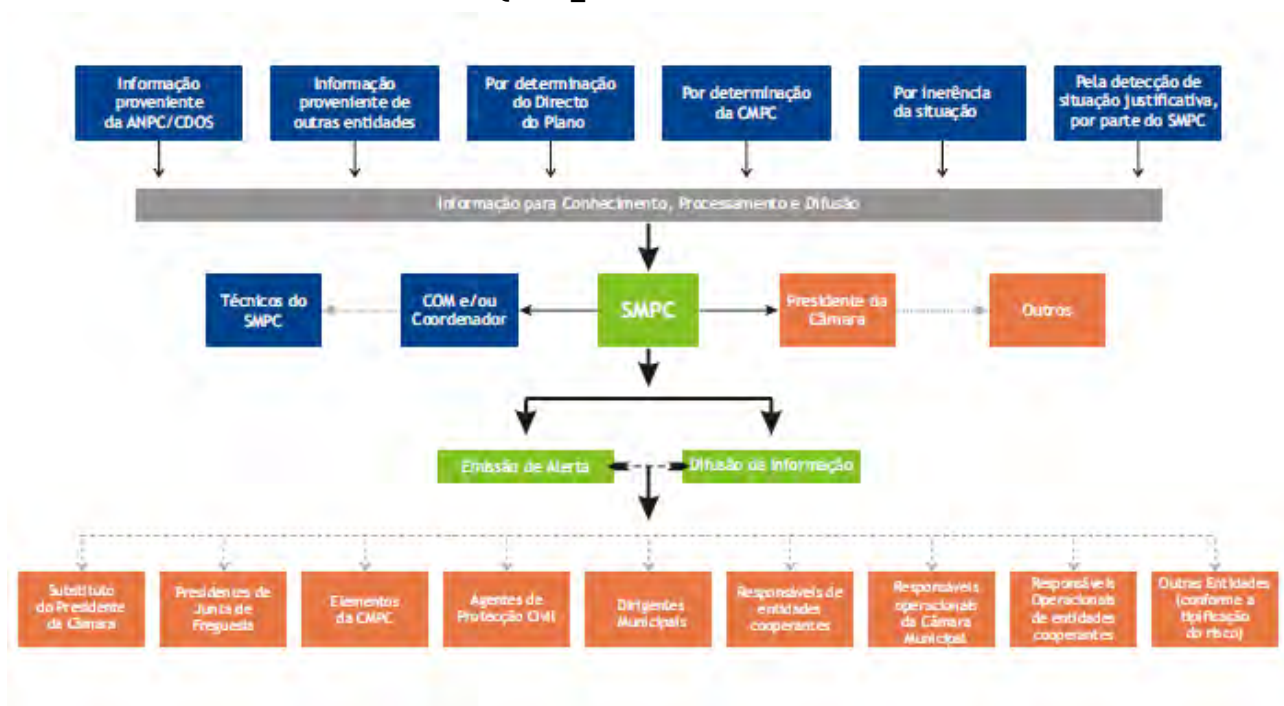 Informação
proveniente
da ANPC/CDOS
Informação
proveniente de
outras entidades
Por determinação
do Directo
do Plano
Por determinação
da CMPC
Por inerência
da situação
Pela detecção de
situação justificativa,
por parte do SMPC
Informação para Conhecimento, Processamento e Difusão
Técnicos do
SMPC
COM e/ou
Coordenador
SMPC
Presidente da
Câmara
Outros
Emissão de Alerta
Difusão da Informação
Substituto
do Presidente
da Câmara
Presidentes de
Junta de
Freguesia
Elementos
da CMPC
Agentes de
Protecção Civil
Dirigentes
Municipais
Responsáveis de
entidades
cooperantes
Responsáveis
operacionais
da Câmara
Municipal
Responsáveis
Operacionais
de entidades
cooperantes
Outras Entidades
(conforme a
tipificação
do risco)